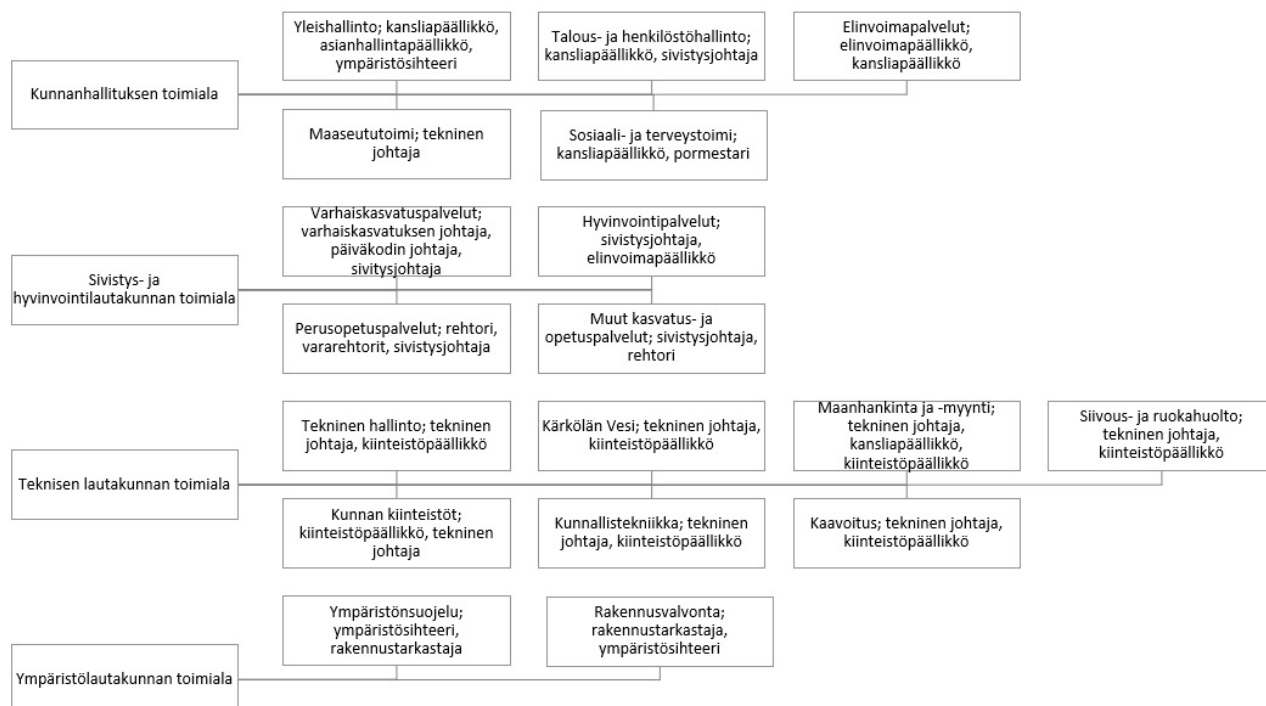 Kunnanhallituksen toimiala
Yleishallinto; kansliapäällikkö,
asianhallintapäällikkö,
ympäristösihteeri
Talous- ja henkilöstöhallinto;
kansliapäällikkö, sivistysjohtaja
Elinvoimapalvelut;
elinvoimapäällikkö,
kansliapäällikkö
Maaseututoimi; tekninen
johtaja
Sosiaali- ja terveystoimi;
kansliapäällikkö, pormestari
Sivistys- ja
hyvinvointilautakunnan toimiala
Varhaiskasvatuspalvelut;
varhaiskasvatuksen johtaja,
päiväkodin johtaja,
sivitysjohtaja
Hyvinvointipalvelut;
sivistysjohtaja,
elinvoimapäällikkö
Perusopetuspalvelut; rehtori,
vararehtorit, sivistysjohtaja
Muut kasvatus- ja
opetuspalvelut; sivistysjohtaja,
rehtori
Teknisen lautakunnan toimiala
Tekninen hallinto; tekninen
johtaja, kiinteistöpäällikkö
Kärkölän Vesi; tekninen johtaja,
kiinteistöpäällikkö
Maanhankinta ja -myynti;
tekninen johtaja,
kansliapäällikkö,
kiinteistöpäällikkö
Siivous- ja ruokahuolto;
tekninen johtaja,
kiinteistöpäällikkö
Kunnan kiinteistöt;
kiinteistöpäällikkö, tekninen
johtaja
Kunnallistekniikka; tekninen
johtaja, kiinteistöpäällikkö
Kaavoitus; tekninen johtaja,
kiinteistöpäällikkö
Ympäristölautakunnan toimiala
Ympäristönsuojelu;
ympäristösihteeri,
rakennustarkastaja
Rakennusvalvonta;
rakennustarkastaja,
ympäristösihteeri